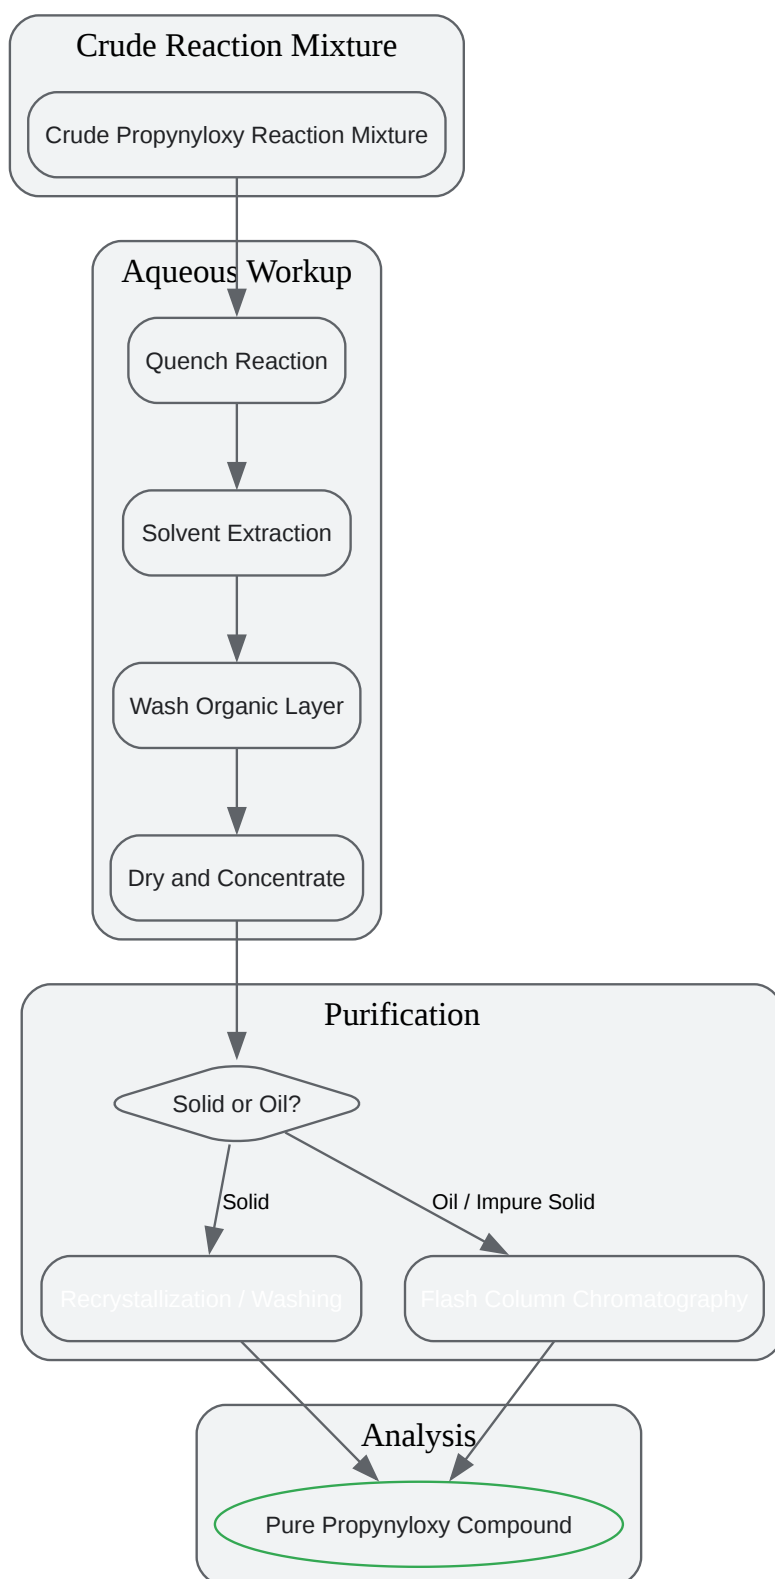 Crude Reaction Mixture
Crude Propynyloxy Reaction Mixture
Aqueous Workup
Quench Reaction
Solvent Extraction
Wash Organic Layer
Dry and Concentrate
Purification
Solid or Oil?
Solid
Oil / Impure Solid
Recrystallization / Washing
Flash Column Chromatography
Analysis
Pure Propynyloxy Compound